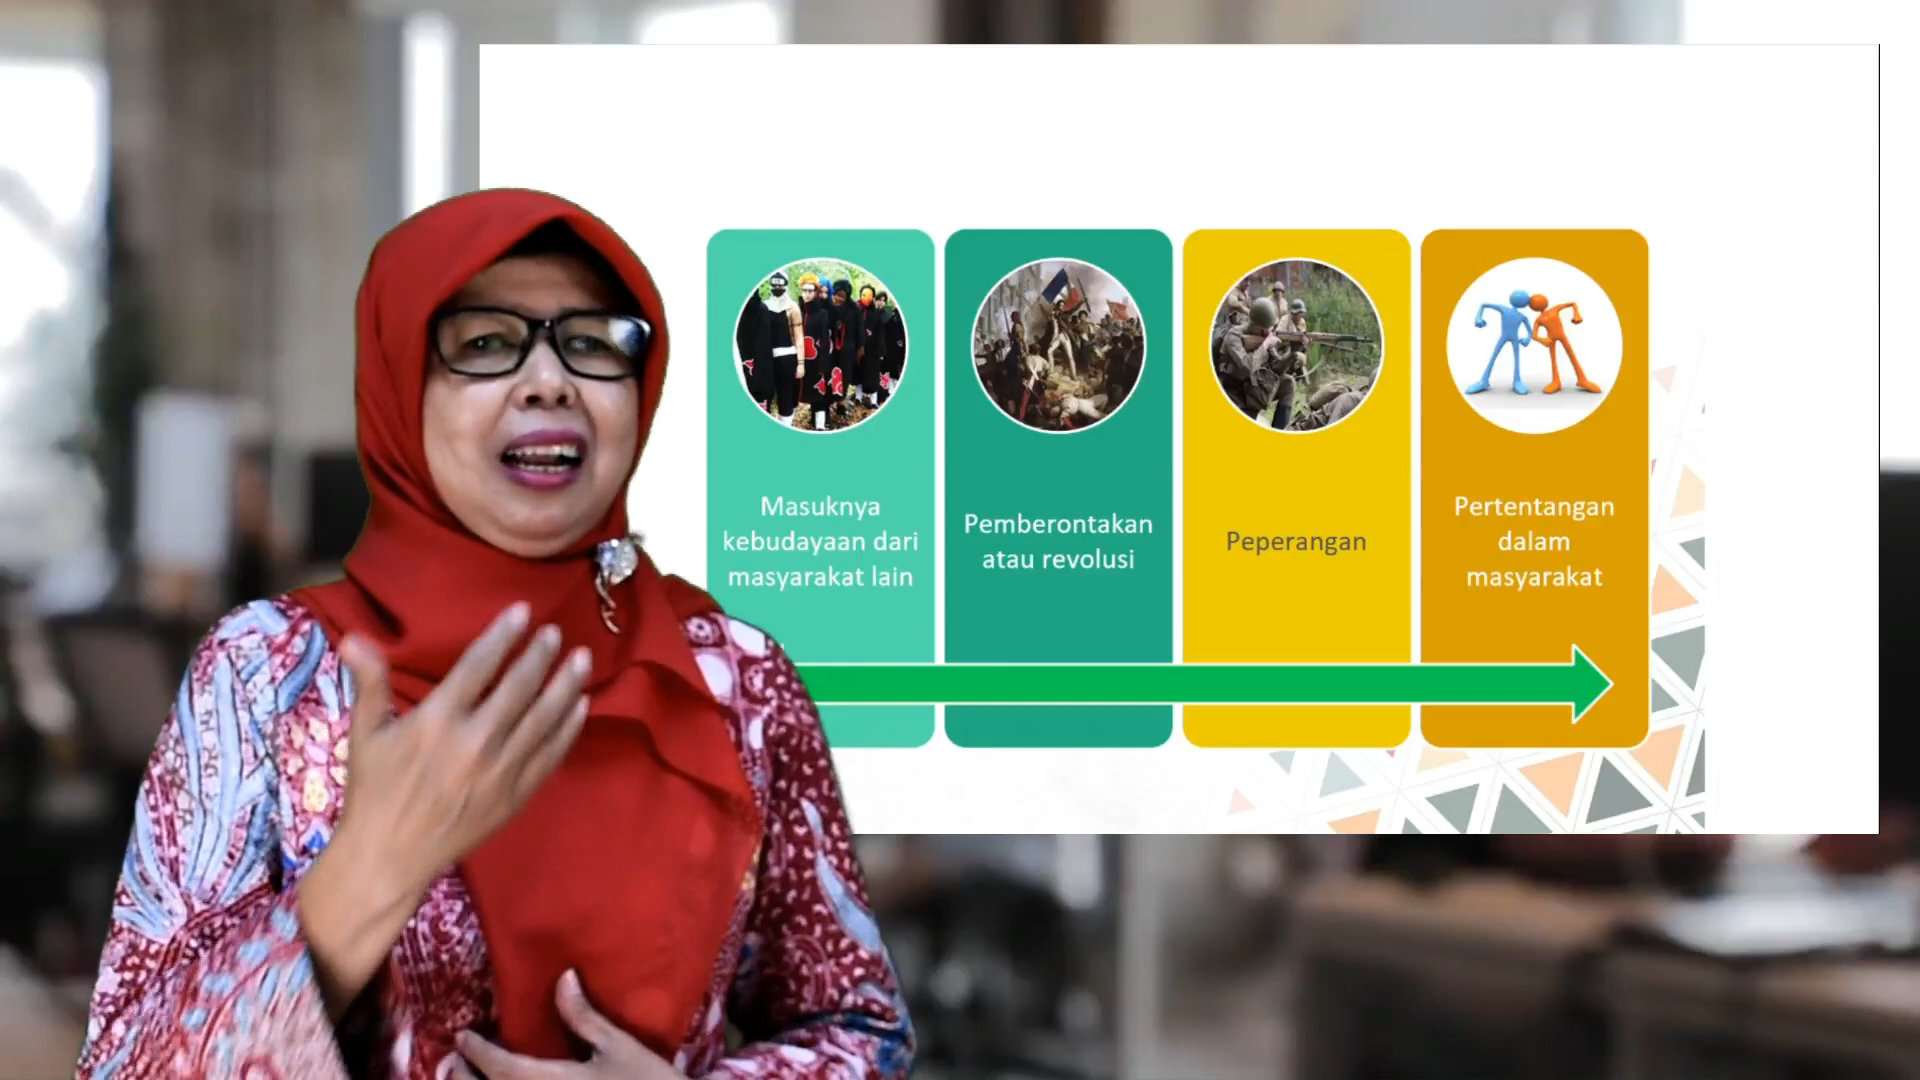 Masuknya
kebudayaan dari
masyarakat lain
Pemberontakan
atau revolusi
Peperangan
Pertentangan
dalam
masyarakat